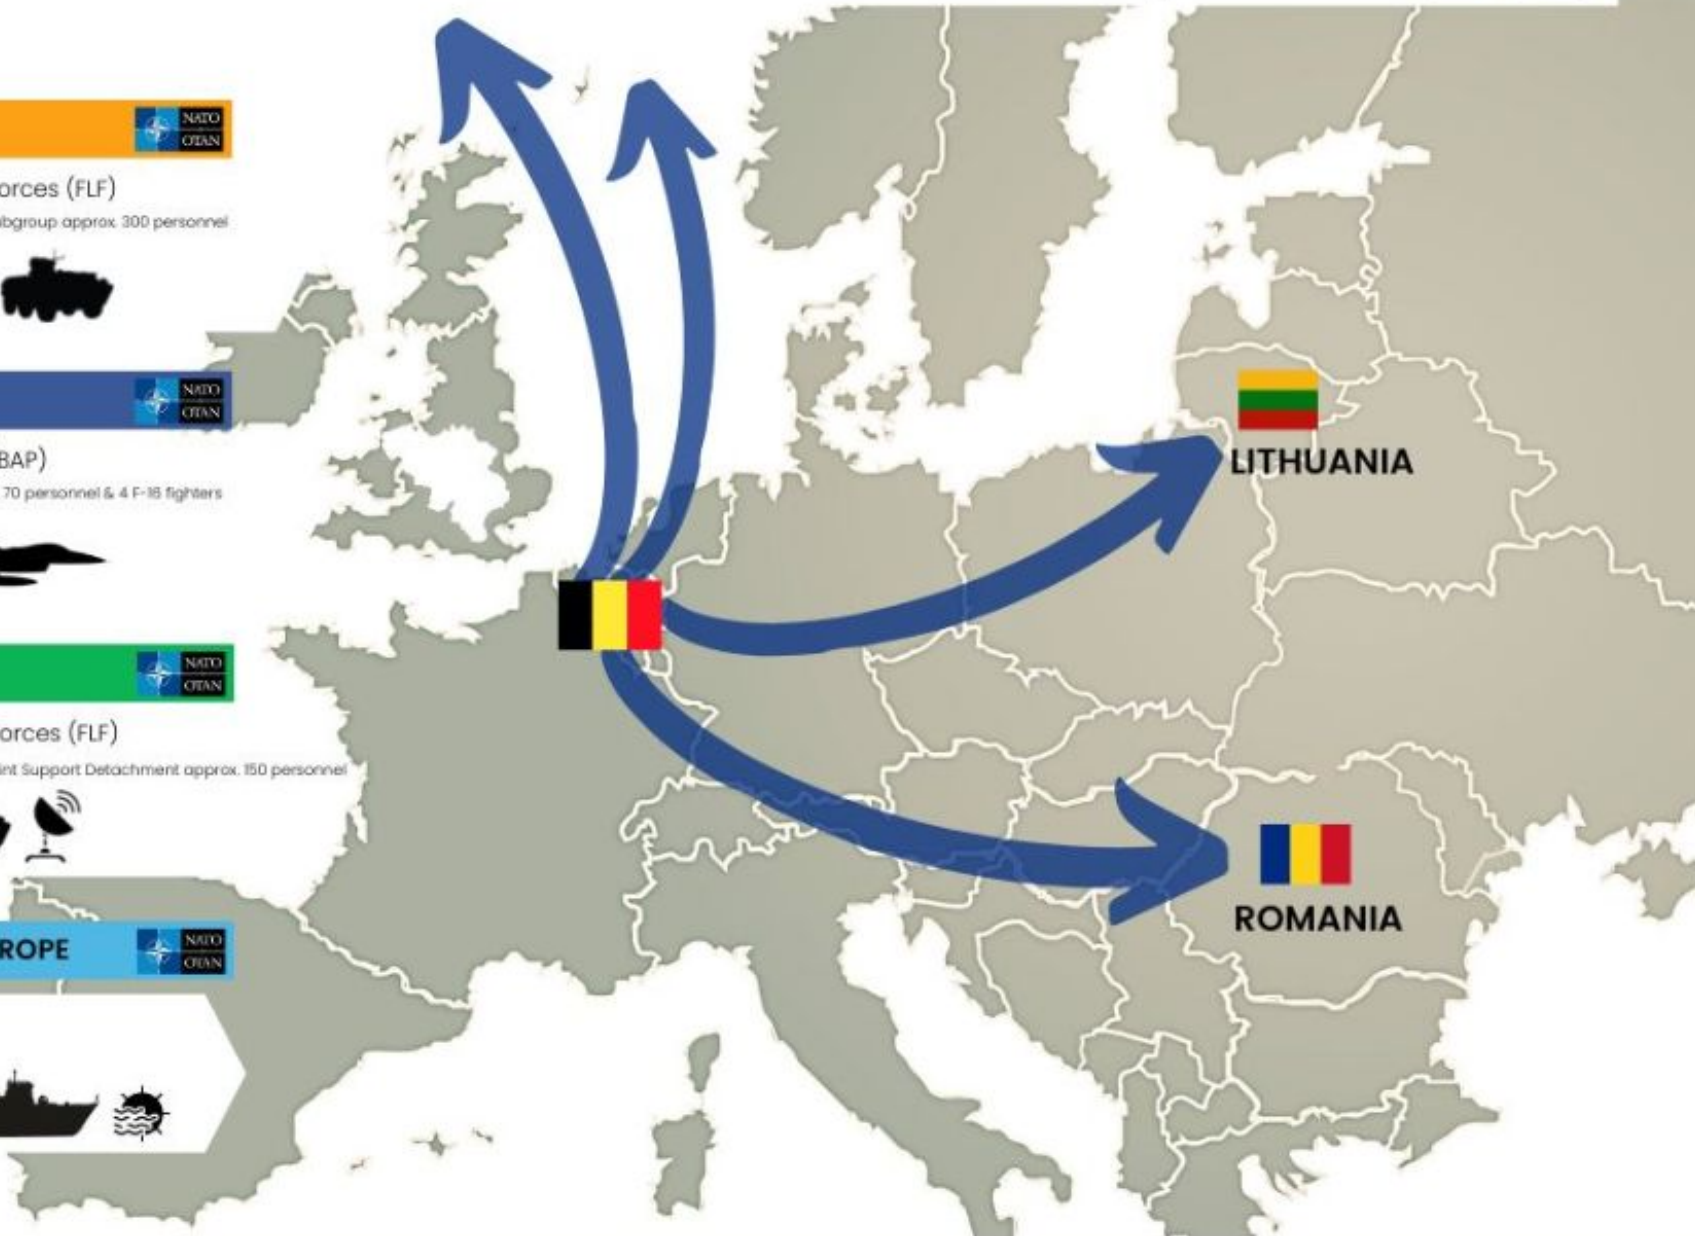 NATO
OTAN
orces (FLF)
bgroup approx. 300 personnel
NATO
OTAN
BAP)
70 personnel & 4 F-16 fighters
LITHUANIA
NATO
OTAN
orces (FLF)
int Support Detachment approx. 150 personnel
ROMANIA
ROPE
NATO
OTAN